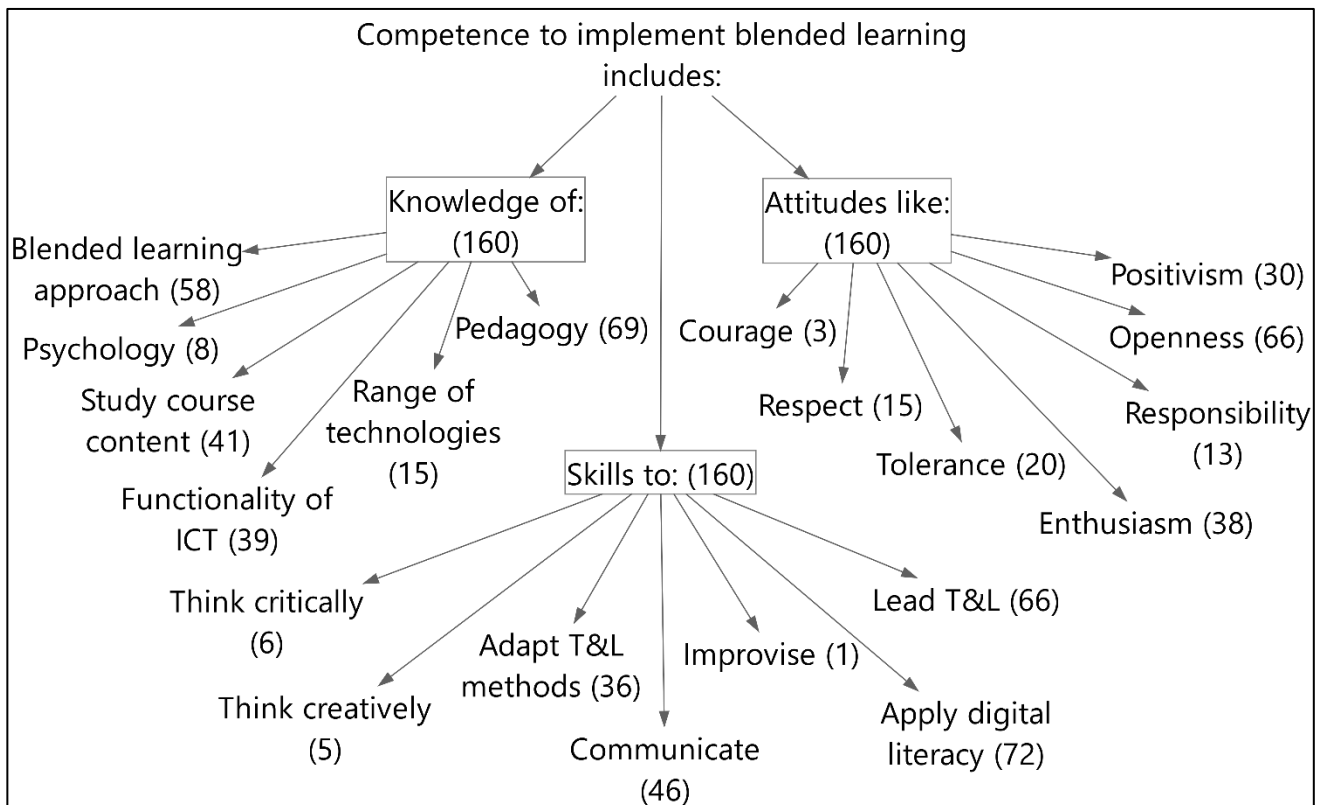 Competence to implement blended learning
includes:
Knowledge of:
(160)
Blended learning
approach (58)
Psychology (8)
Study course
content (41)
Functionality of
ICT (39)
Range of
technologies
(15)
Pedagogy (69)
Attitudes like:
(160)
Courage (3)
Respect (15)
Tolerance (20)
Enthusiasm (38)
Responsibility
(13)
Openness (66)
Positivism (30)
Skills to: (160)
Think critically
(6)
Think creatively
(5)
Adapt T&L
methods (36)
Communicate
(46)
Improvise (1)
Apply digital
literacy (72)
Lead T&L (66)